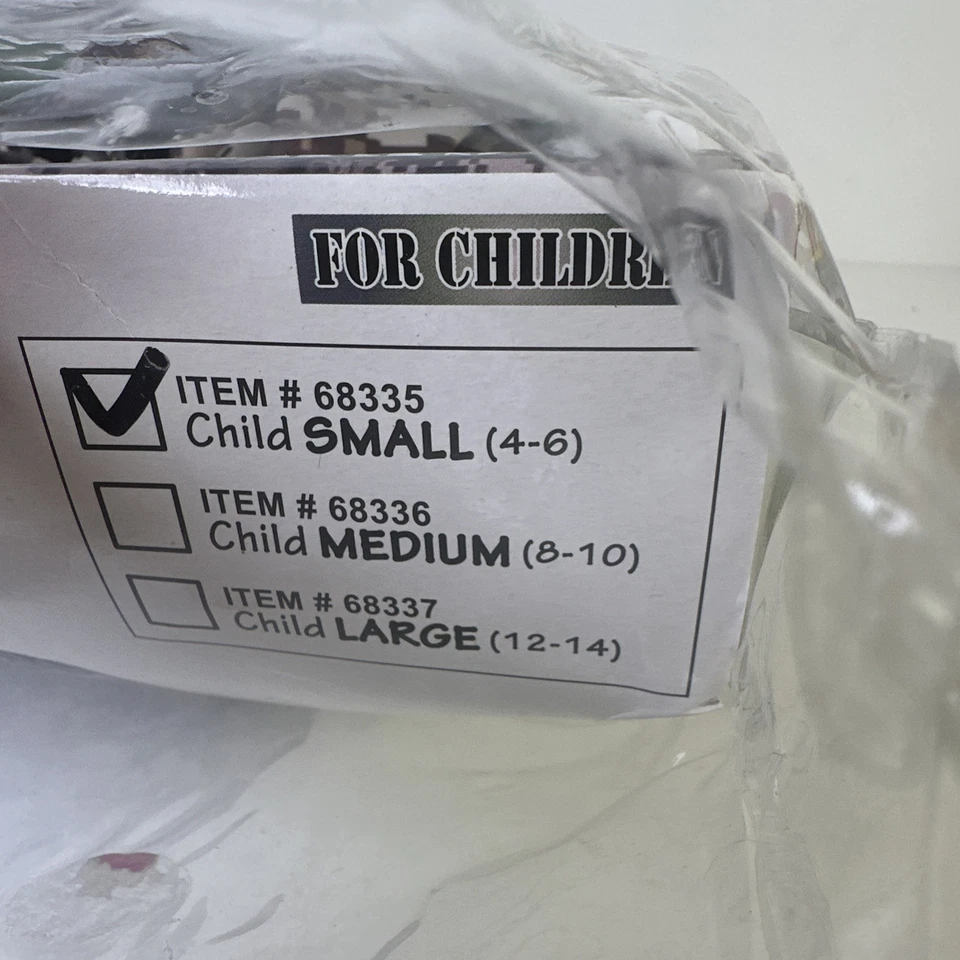 FOR CHILDREN
ITEM # 68335
Child SMALL (4-6)
ITEM # 68336
Child MEDIUM (8-10)
ITEM # 68337
Child LARGE (12-14)